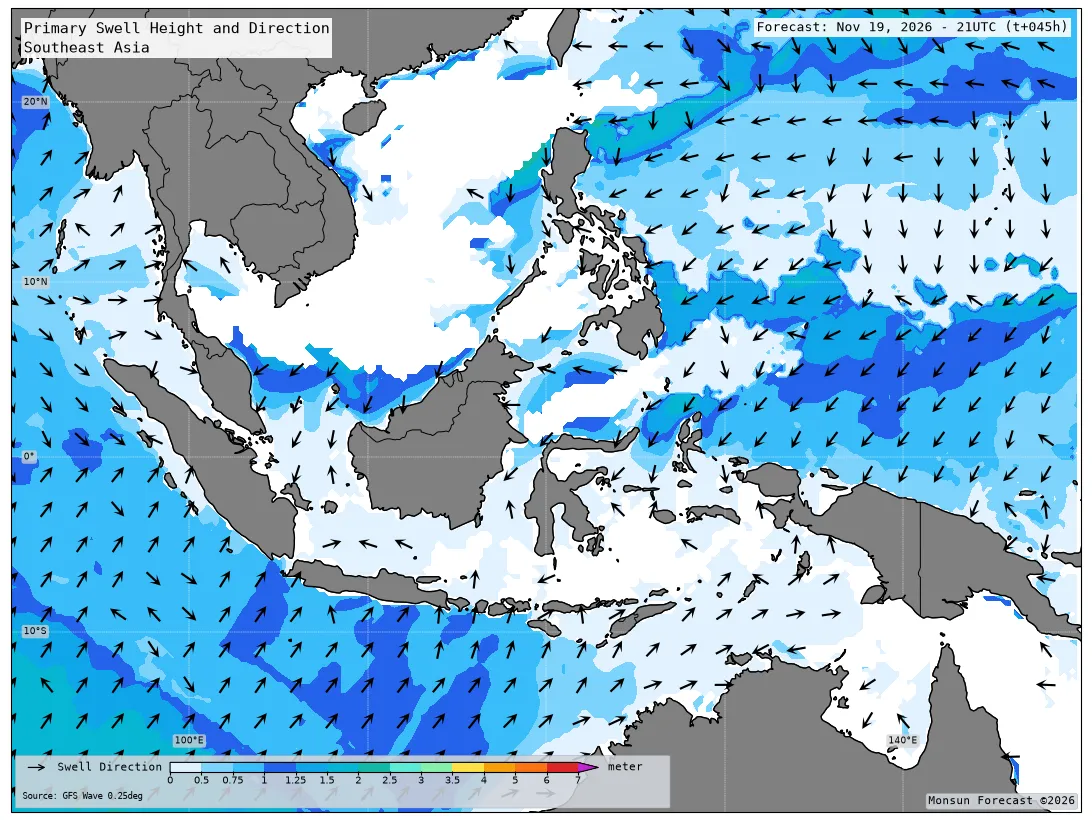 Primary Swell Height and Direction
Southeast Asia
Forecast: Nov 19, 2026 - 21UTC (t+045h)
20°N
10°N
0°
10°S
100°E
140°E
Swell Direction
0 0.5 0.75 1 1.25 1.5 2 2.5 3 3.5 4 5 6 7
meter
Source: GFS Wave 0.25deg
Monsun Forecast ©2026